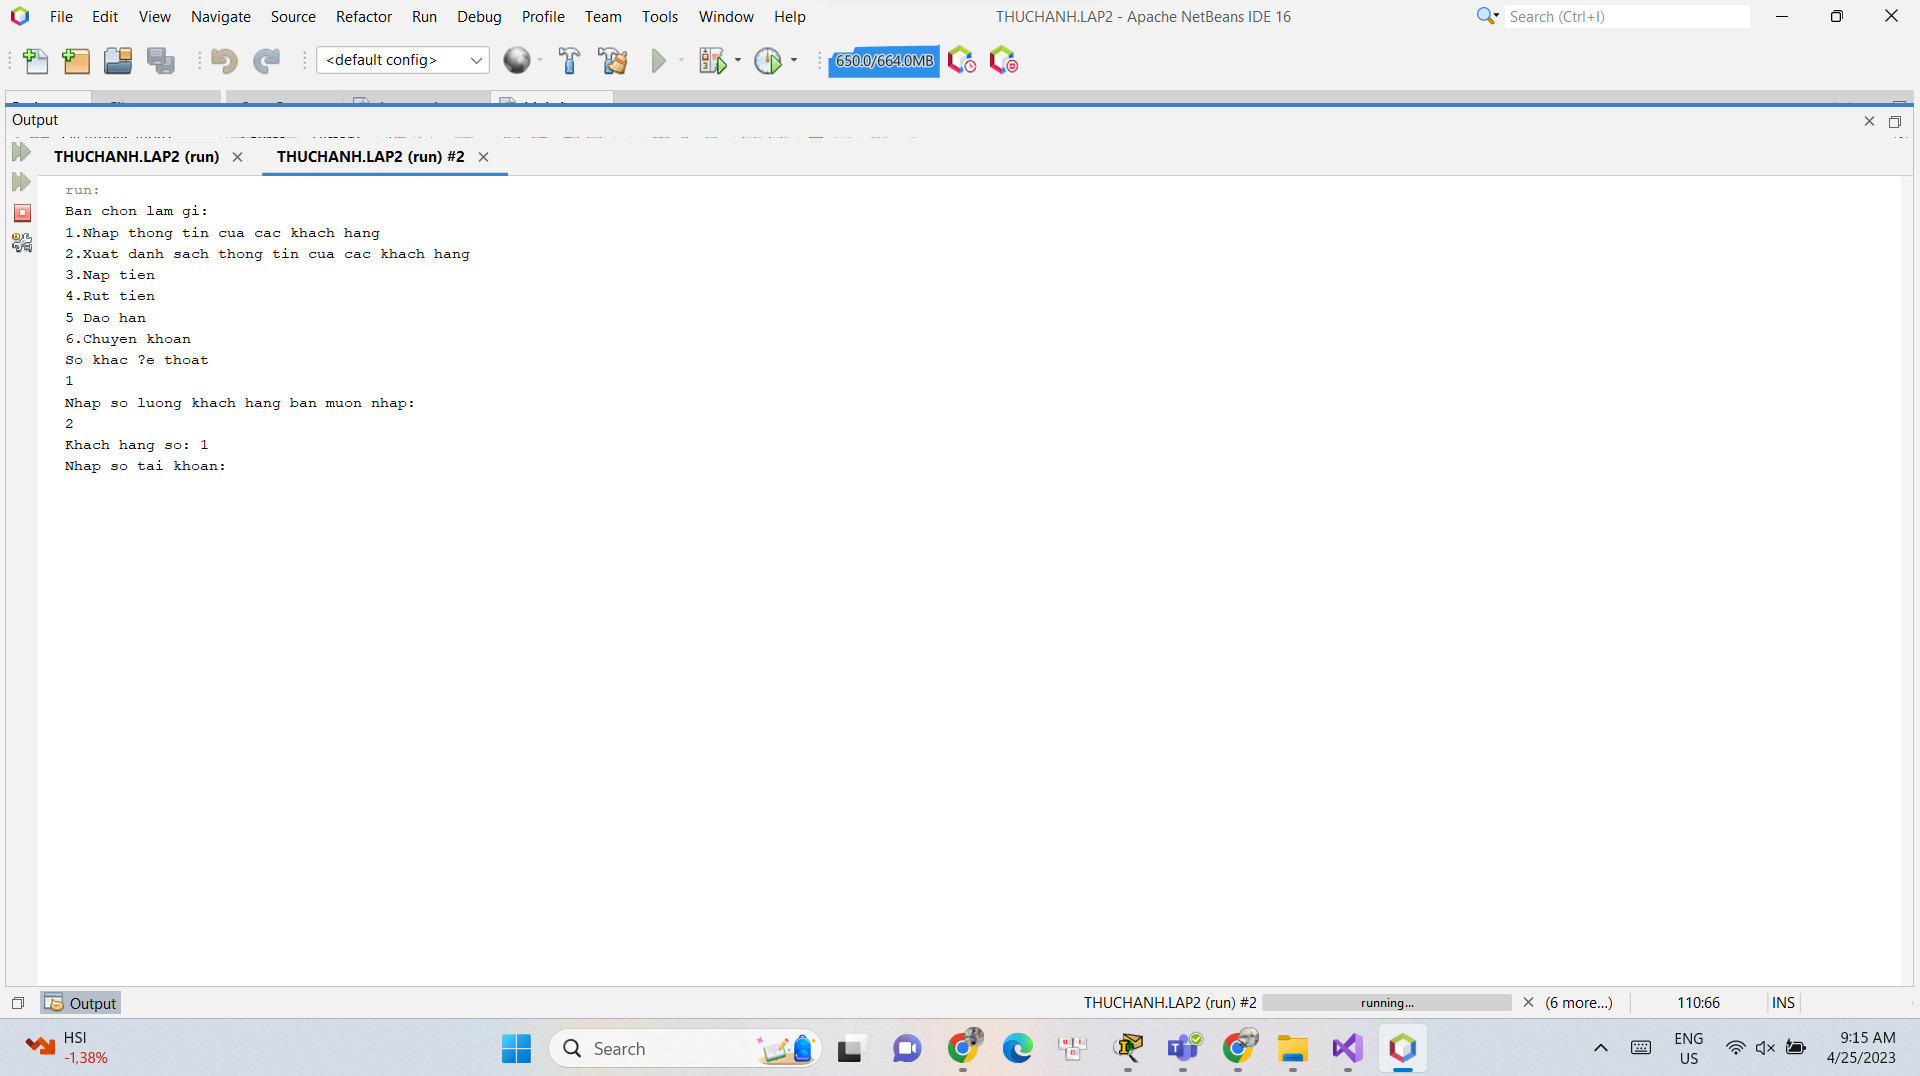 File Edit View Navigate Source Refactor Run Debug Profile Team Tools Window Help
THUCHANH.LAP2 - Apache NetBeans IDE 16
Search (Ctrl+I)
<default config>
650.0/664.0MB
Output
THUCHANH.LAP2 (run)
THUCHANH.LAP2 (run) #2
run:
Ban chon lam gi:
1.Nhap thong tin cua cac khach hang
2.Xuat danh sach thong tin cua cac khach hang
3.Nap tien
4.Rut tien
5 Dao han
6.Chuyen khoan
So khac ?e thoat
1
Nhap so luong khach hang ban muon nhap:
2
Khach hang so: 1
Nhap so tai khoan:
Output
THUCHANH.LAP2 (run) #2
running...
(6 more...)
110:66
INS
HSI
-1,38%
Search
ENG
US
9:15 AM
4/25/2023